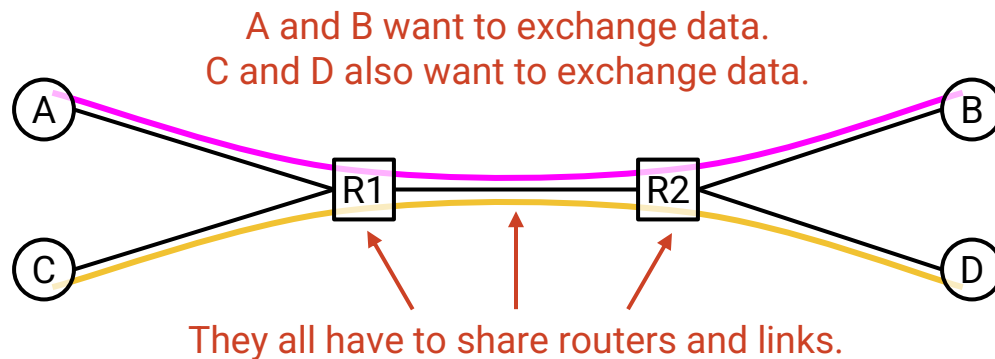 A and B want to exchange data.
C and D also want to exchange data.
A
B
R1
R2
C
D
They all have to share routers and links.